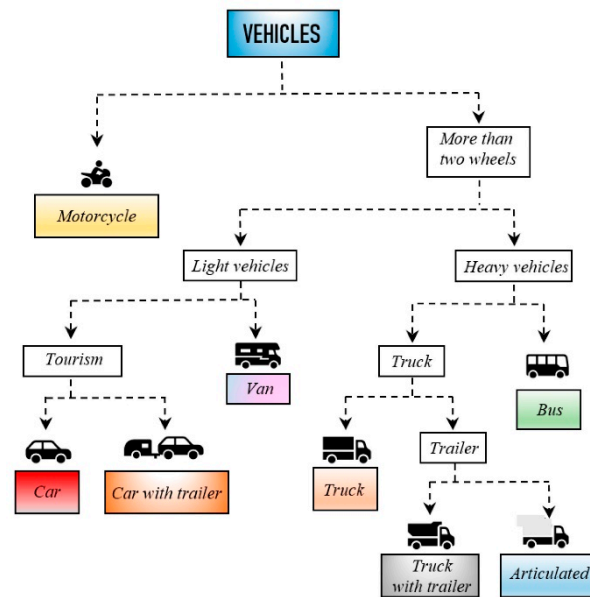 VEHICLES
More than
two wheels
Motorcycle
Light vehicles
Heavy vehicles
Tourism
Van
Truck
Bus
Car
Car with trailer
Truck
Trailer
Truck
with trailer
Articulated